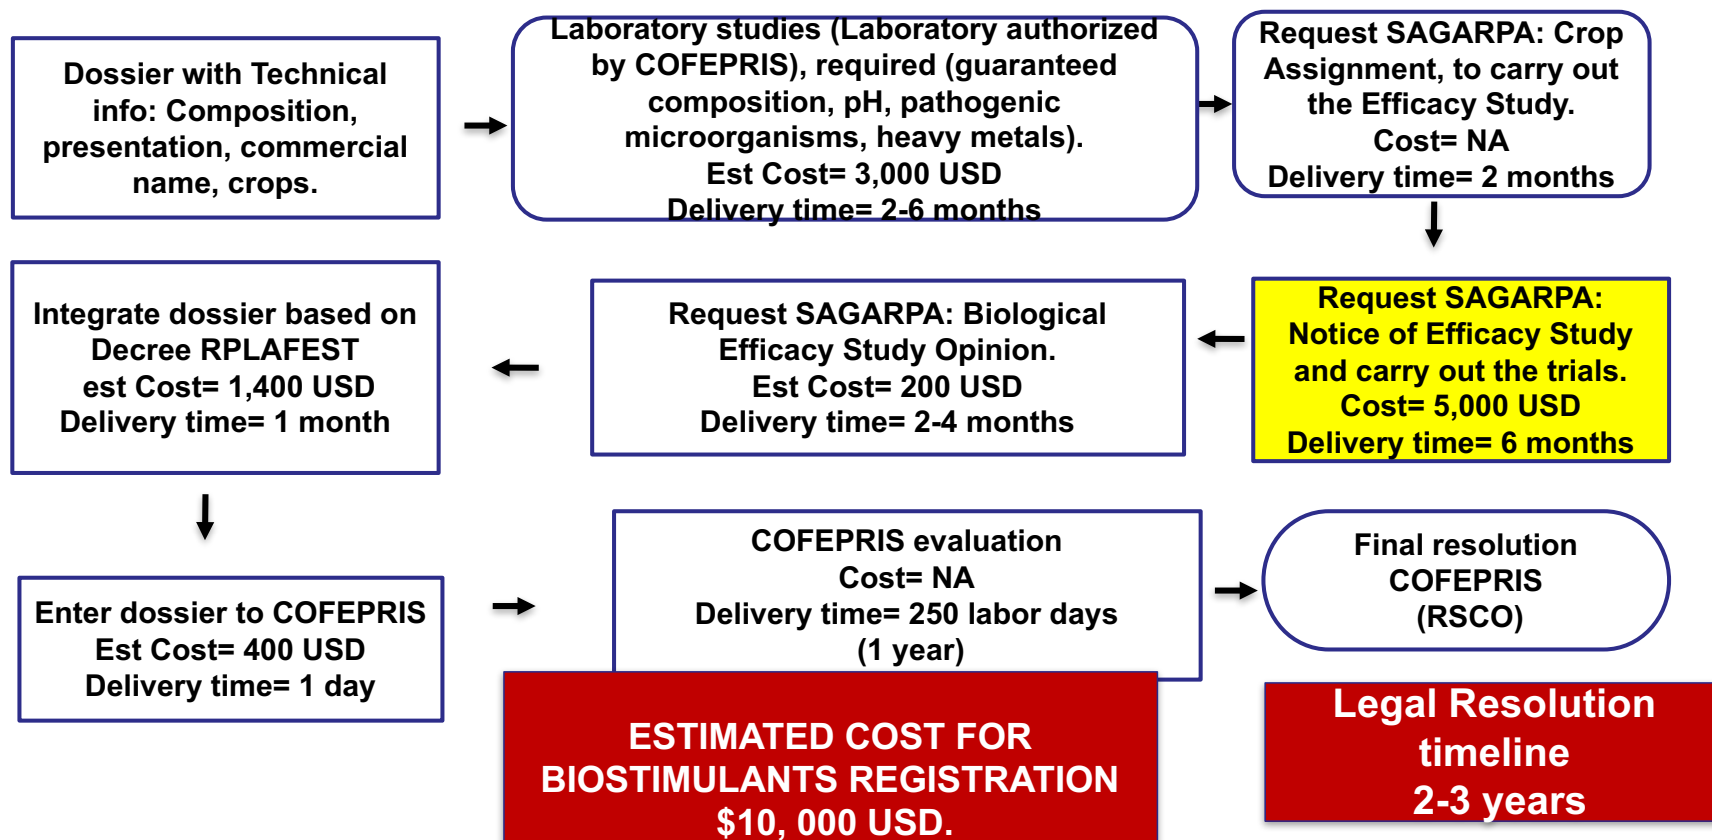 Dossier with Technical
info: Composition,
presentation, commercial
name, crops.
Laboratory studies (Laboratory authorized
by COFEPRIS), required (guaranteed
composition, pH, pathogenic
microorganisms, heavy metals).
Est Cost= 3,000 USD
Delivery time= 2-6 months
Request SAGARPA: Crop
Assignment, to carry out
the Efficacy Study.
Cost= NA
Delivery time= 2 months
Request SAGARPA:
Notice of Efficacy Study
and carry out the trials.
Cost= 5,000 USD
Delivery time= 6 months
Request SAGARPA: Biological
Efficacy Study Opinion.
Est Cost= 200 USD
Delivery time= 2-4 months
Integrate dossier based on
Decree RPLAFEST
est Cost= 1,400 USD
Delivery time= 1 month
Enter dossier to COFEPRIS
Est Cost= 400 USD
Delivery time= 1 day
COFEPRIS evaluation
Cost= NA
Delivery time= 250 labor days
(1 year)
Final resolution
COFEPRIS
(RSCO)
ESTIMATED COST FOR
BIOSTIMULANTS REGISTRATION
$10, 000 USD.
Legal Resolution
timeline
2-3 years